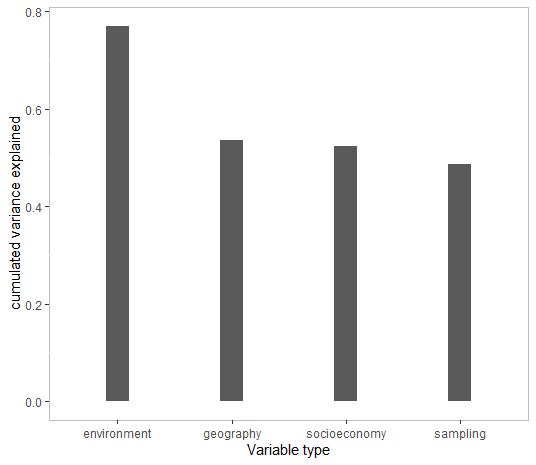 cumulated variance explained
0.8
0.6
0.4
0.2
0.0
environment geography socioeconomy sampling
Variable type